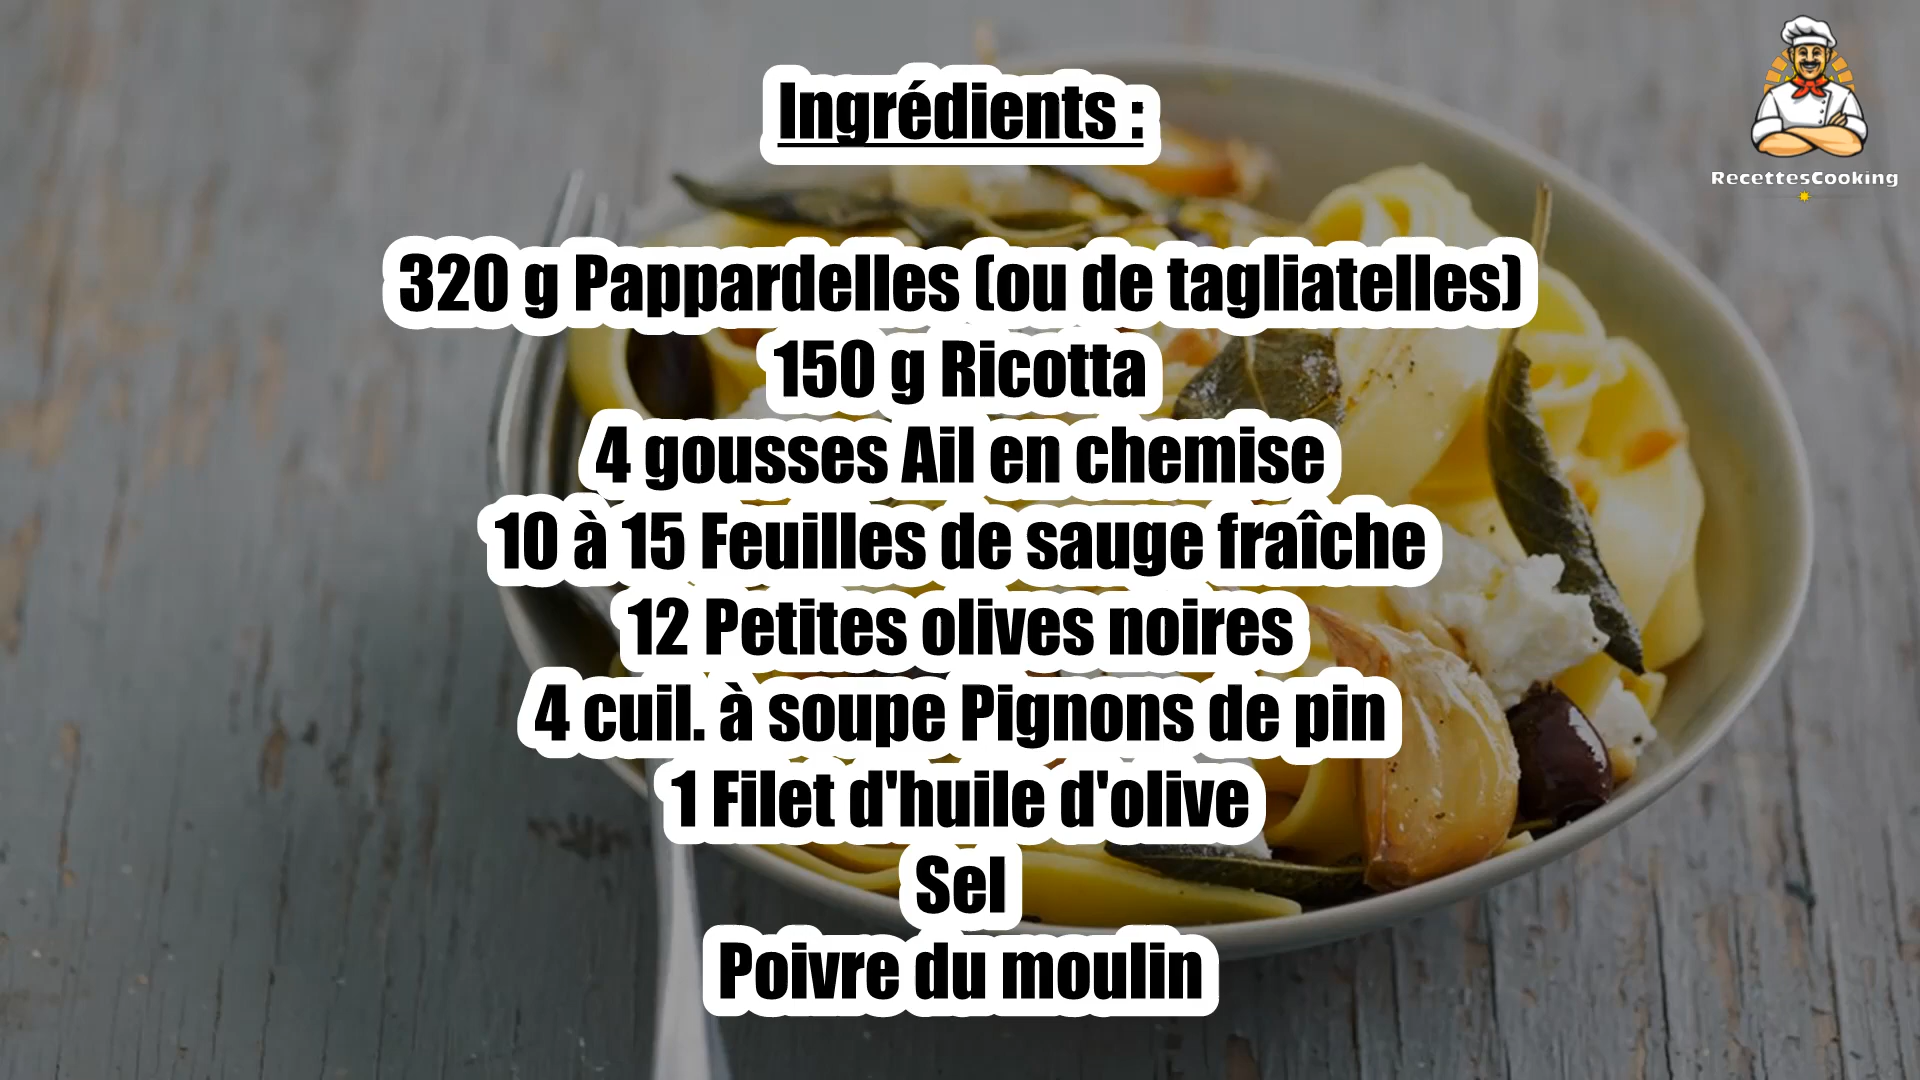 Ingrédients :
RecettesCooking
320 g Pappardelles (ou de tagliatelles)
150 g Ricotta
4 gousses Ail en chemise
10 à 15 Feuilles de sauge fraîche
12 Petites olives noires
4 cuil. à soupe Pignons de pin
1 Filet d'huile d'olive
Sel
Poivre du moulin